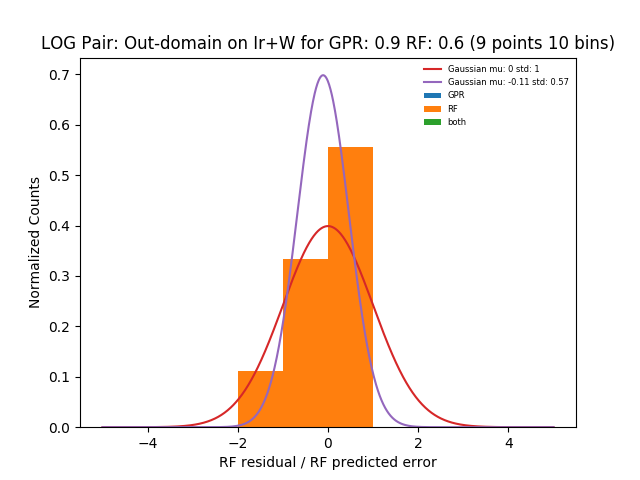 LOG Pair: Out-domain on Ir+W for GPR: 0.9 RF: 0.6 (9 points 10 bins)
Gaussian mu: 0 std: 1
Gaussian mu: -0.11 std: 0.57
GPR
RF
both
Normalized Counts
0.7
0.6
0.5
0.4
0.3
0.2
0.1
0.0
−4
−2
0
2
4
RF residual / RF predicted error